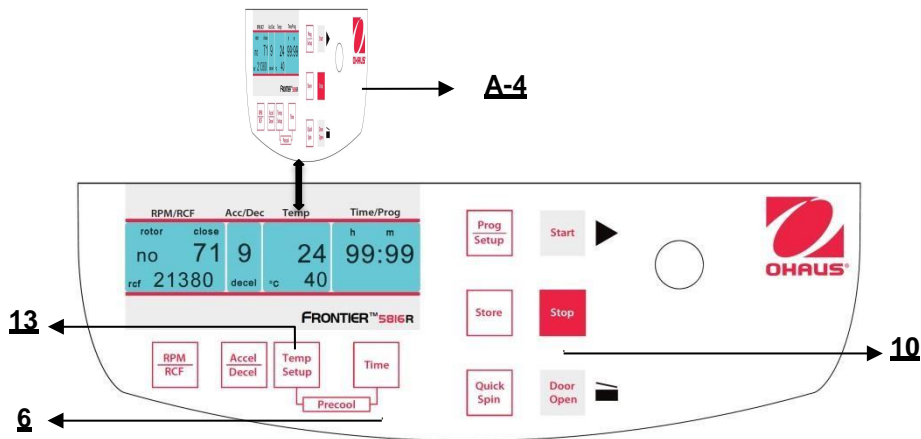 A-4
RPM/RCF Acc/Dec Temp Time/Prog
rotor close h m
no 71 9 24 99:99
rcf 21380 decel °C 40
FRONTIER™ 5816R
RPM
RCF
Accel
Decel
Temp
Setup
Time
Precool
Prog
Setup
Start
Store
Stop
Quick
Spin
Door
Open
OHAUS®
13
10
6